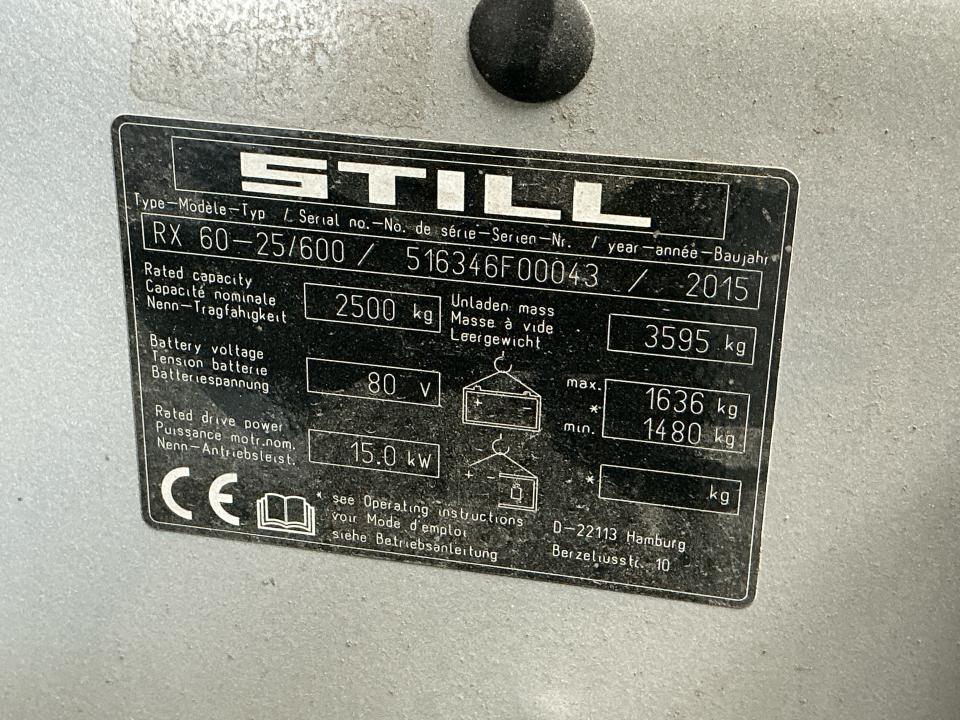 STILL
Type-Modèle-Typ / Serial no.-No. de série-Serien-Nr. / year-année-Baujahr
RX 60-25/600 / 516346F00043 / 2015
Rated capacity
Capacité nominale
Nenn-Tragfähigkeit
2500 kg
Unladen mass
Masse à vide
Leergewicht
3595 kg
Battery voltage
Tension batterie
Batteriespannung
80 V
+ -
max. 1636 kg
*
min. 1480 kg
Rated drive power
Puissance motr.nom.
Nenn-Antriebsleist.
15.0 kW
+ -
* kg
CE
* see Operating instructions
voir Mode d'emploi
siehe Betriebsanleitung
D-22113 Hamburg
Berzeliusstr. 10